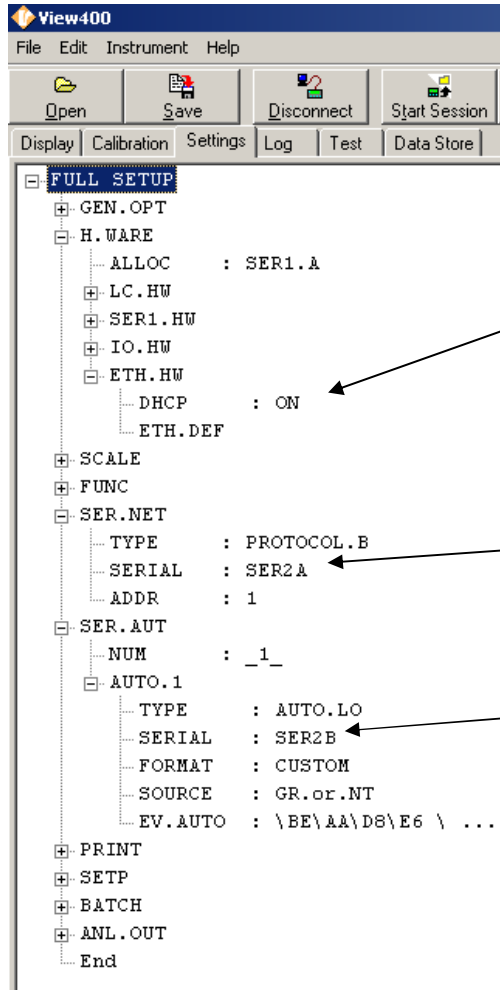 View400
File Edit Instrument Help
Open Save Disconnect Start Session
Display Calibration Settings Log Test Data Store
FULL SETUP
GEN.OPT
H.WARE
ALLOC : SER1.A
LC.HW
SER1.HW
IO.HW
ETH.HW
DHCP : ON
ETH.DEF
SCALE
FUNC
SER.NET
TYPE : PROTOCOL.B
SERIAL : SER2A
ADDR : 1
SER.AUT
NUM : _1_
AUTO.1
TYPE : AUTO.LO
SERIAL : SER2B
FORMAT : CUSTOM
SOURCE : GR.or.NT
EV.AUTO : \BE\AA\D8\E6 \ ...
PRINT
SETP
BATCH
ANL.OUT
End